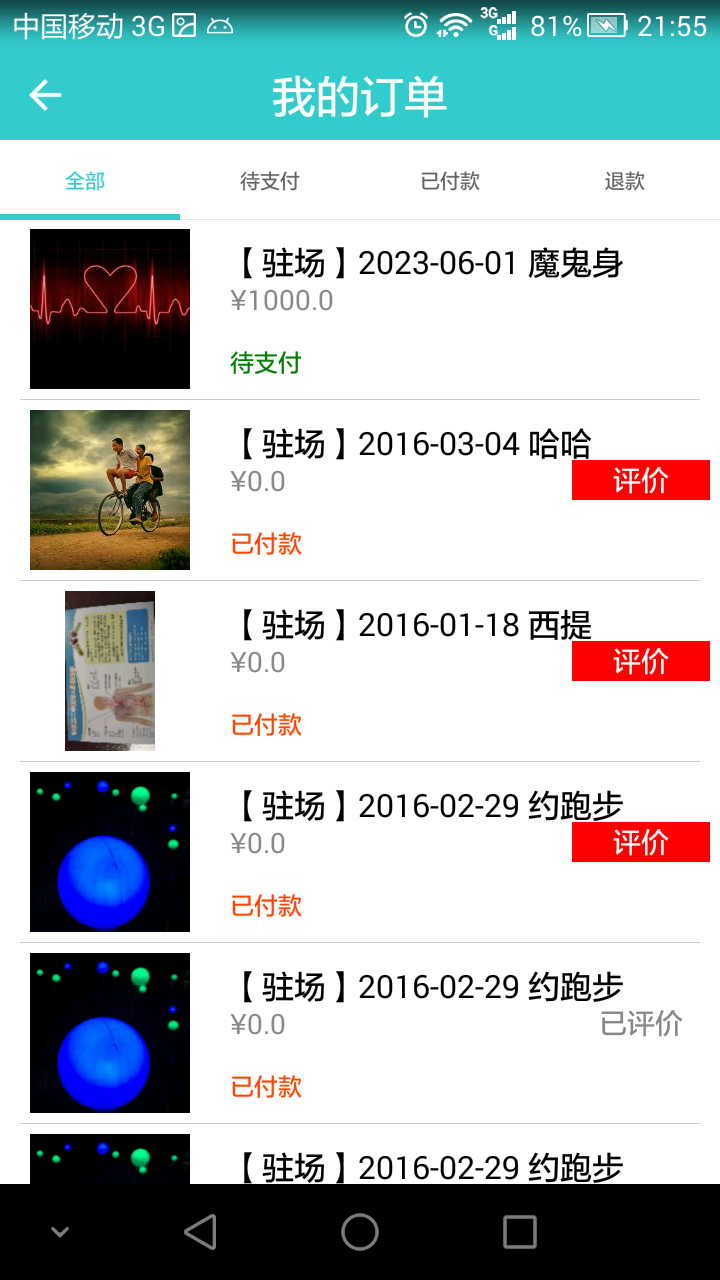 中国移动 3G 3G G 81% 21:55
我的订单
全部 待支付 已付款 退款
【驻场】2023-06-01 魔鬼身
¥1000.0
待支付
【驻场】2016-03-04 哈哈
¥0.0 评价
已付款
【驻场】2016-01-18 西提
¥0.0 评价
已付款
【驻场】2016-02-29 约跑步
¥0.0 评价
已付款
【驻场】2016-02-29 约跑步
¥0.0 已评价
已付款
【驻场】2016-02-29 约跑步